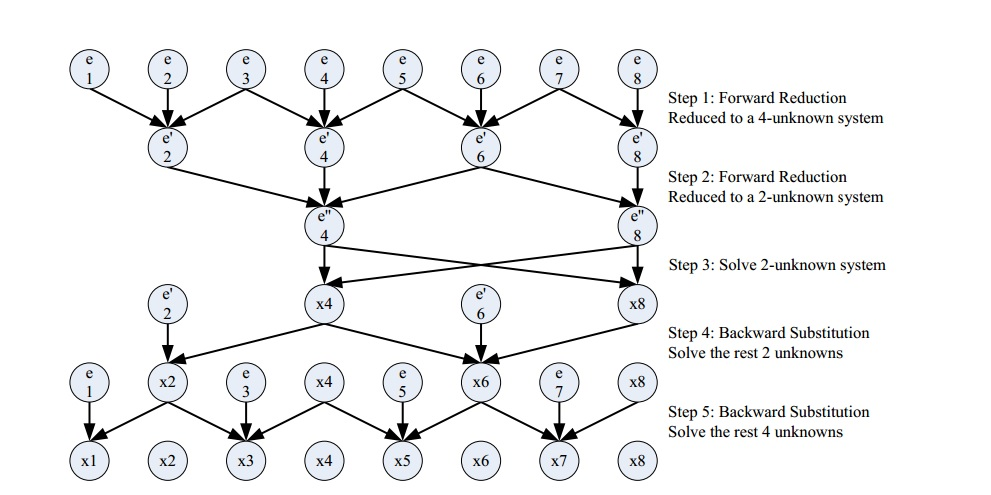 e e e e e e e e
1 2 3 4 5 6 7 8
Step 1: Forward Reduction
Reduced to a 4-unknown system
e' e' e' e'
2 4 6 8
Step 2: Forward Reduction
Reduced to a 2-unknown system
e'' e''
4 8
Step 3: Solve 2-unknown system
e' e'
2 x4 6 x8
Step 4: Backward Substitution
Solve the rest 2 unknowns
e e e e
1 x2 3 x4 5 x6 7 x8
Step 5: Backward Substitution
Solve the rest 4 unknowns
x1 x2 x3 x4 x5 x6 x7 x8